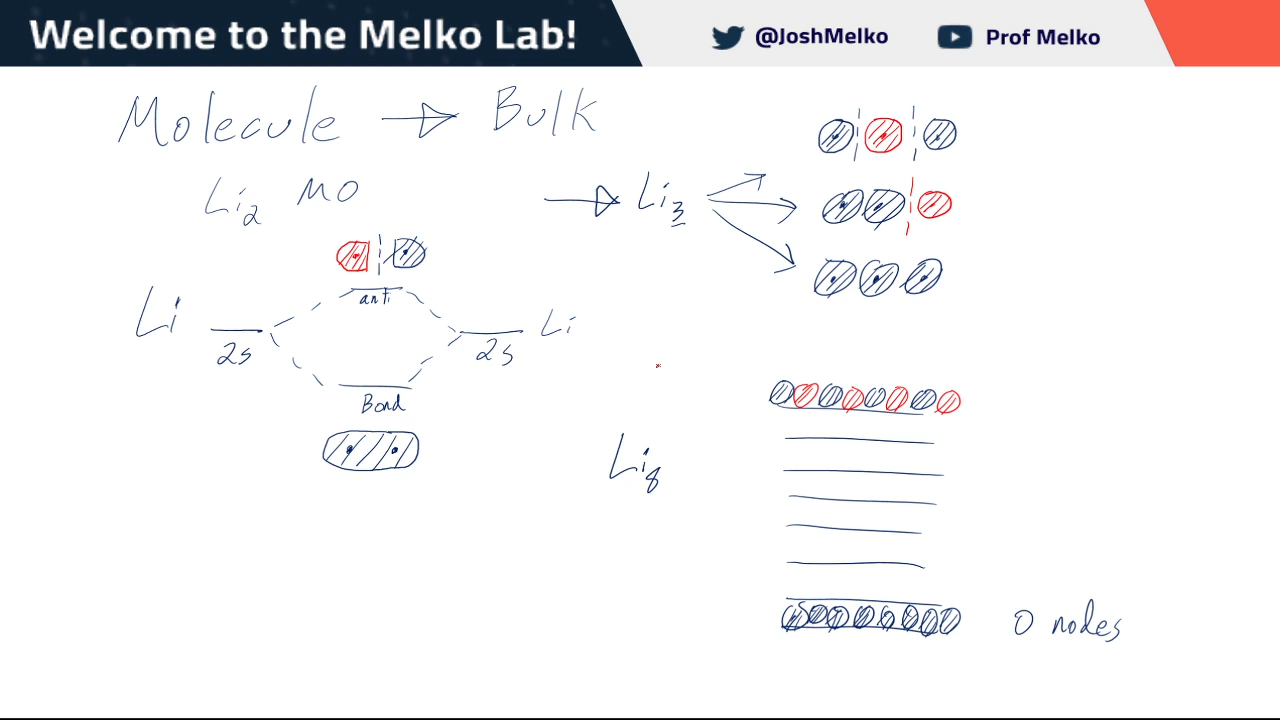 Welcome to the Melko Lab!
@JoshMelko
Prof Melko
Molecule → Bulk
Li₂ MO → Li₃
anti
Li 2s 2s Li
Bond
Li₈
0 nodes